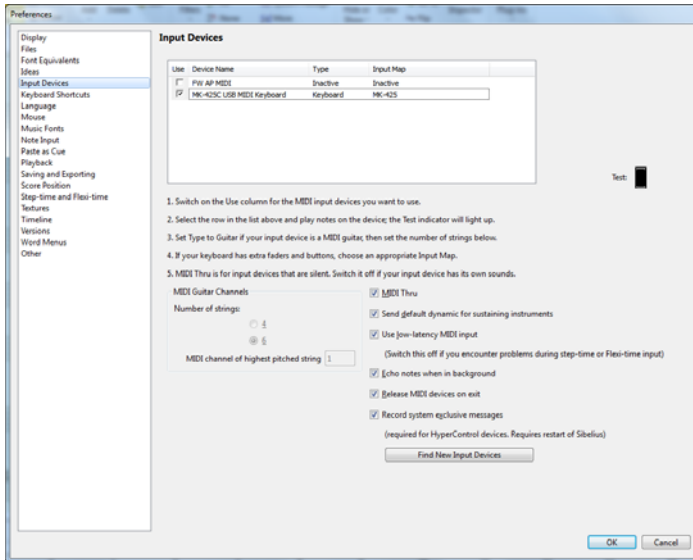 Preferences
Display
Files
Font Equivalents
Ideas
Input Devices
Keyboard Shortcuts
Language
Mouse
Music Fonts
Note Input
Paste as Cue
Playback
Saving and Exporting
Score Position
Step-time and Flexi-time
Textures
Timeline
Versions
Word Menus
Other
Input Devices
Use Device Name Type Input Map
FW AP MIDI Inactive Inactive
MK-425C USB MIDI Keyboard Keyboard MK-425
Test:
1. Switch on the Use column for the MIDI input devices you want to use.
2. Select the row in the list above and play notes on the device; the Test indicator will light up.
3. Set Type to Guitar if your input device is a MIDI guitar, then set the number of strings below.
4. If your keyboard has extra faders and buttons, choose an appropriate Input Map.
5. MIDI Thru is for input devices that are silent. Switch it off if your input device has its own sounds.
MIDI Guitar Channels
Number of strings:
4
6
MIDI channel of highest pitched string 1
MIDI Thru
Send default dynamic for sustaining instruments
Use low-latency MIDI input
(Switch this off if you encounter problems during step-time or Flexi-time input)
Echo notes when in background
Release MIDI devices on exit
Record system exclusive messages
(required for HyperControl devices. Requires restart of Sibelius)
Find New Input Devices
OK Cancel